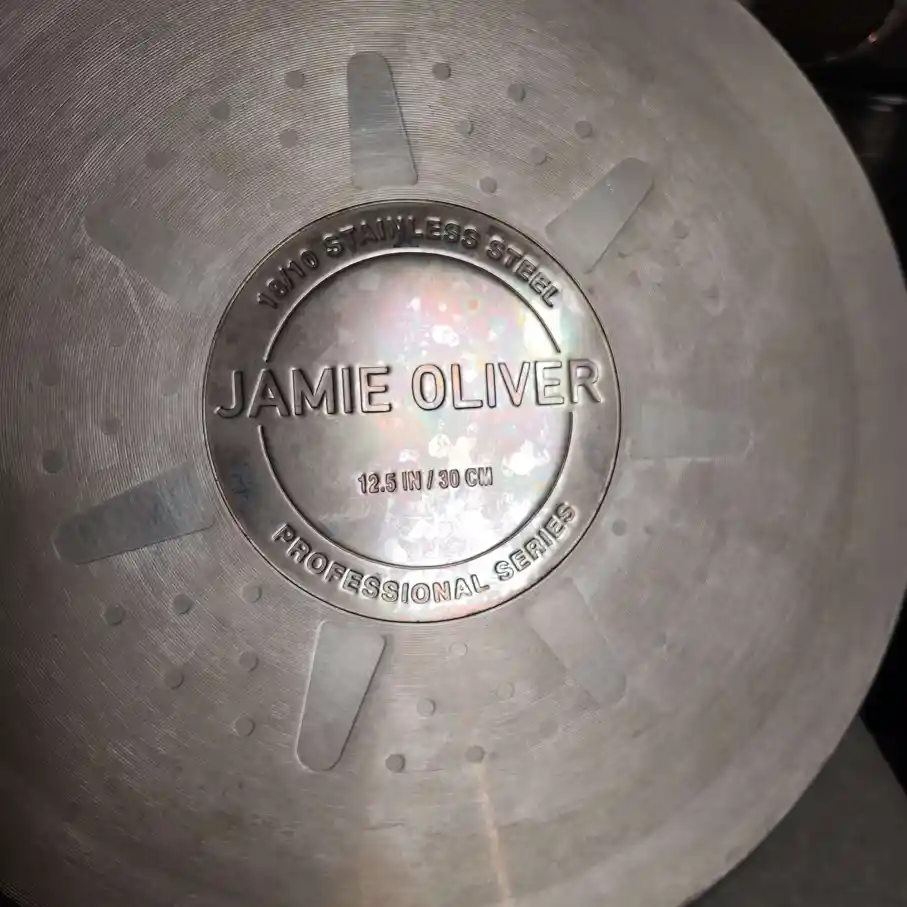 18/10 STAINLESS STEEL
JAMIE OLIVER
12.5 IN / 30 CM
PROFESSIONAL SERIES